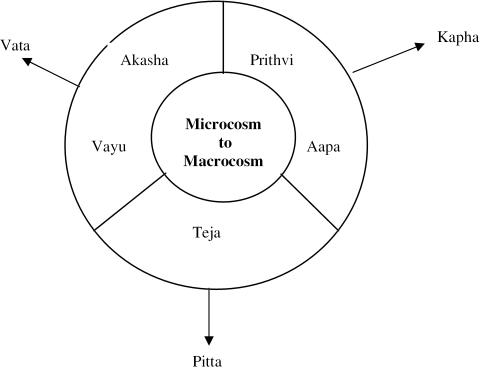 Kapha
Vata
Akasha
Prithvi
Microcosm
to
Macrocosm
Vayu
Aapa
Teja
Pitta